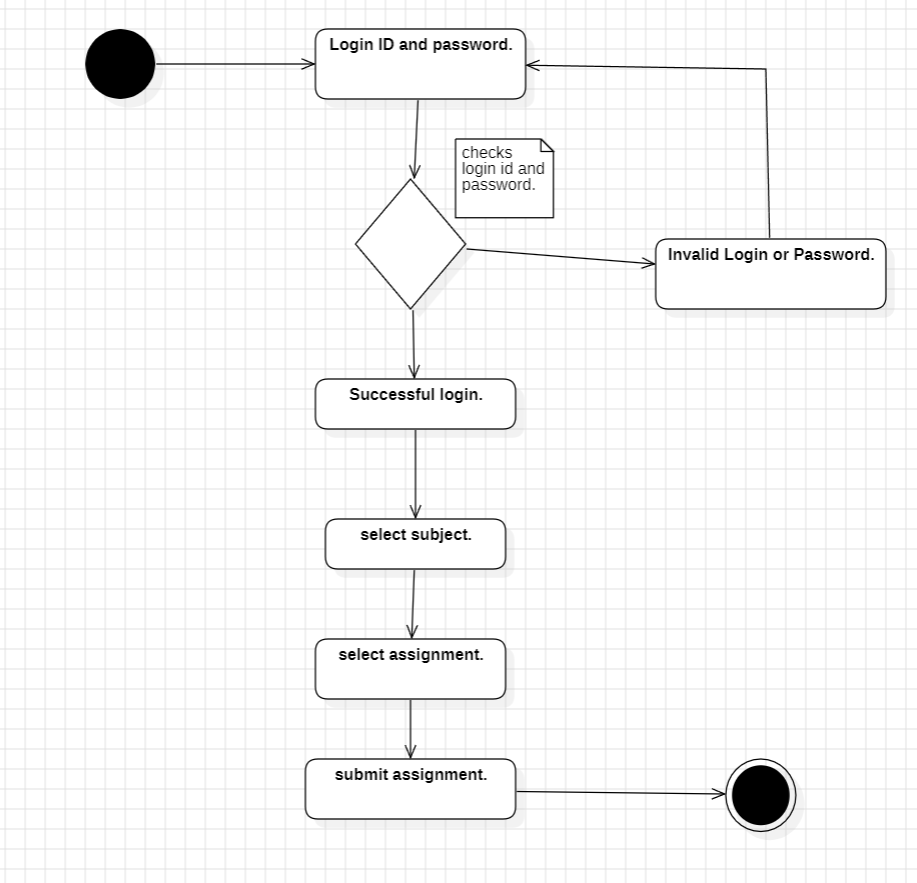 Login ID and password.
checks
login id and
password.
Invalid Login or Password.
Successful login.
select subject.
select assignment.
submit assignment.